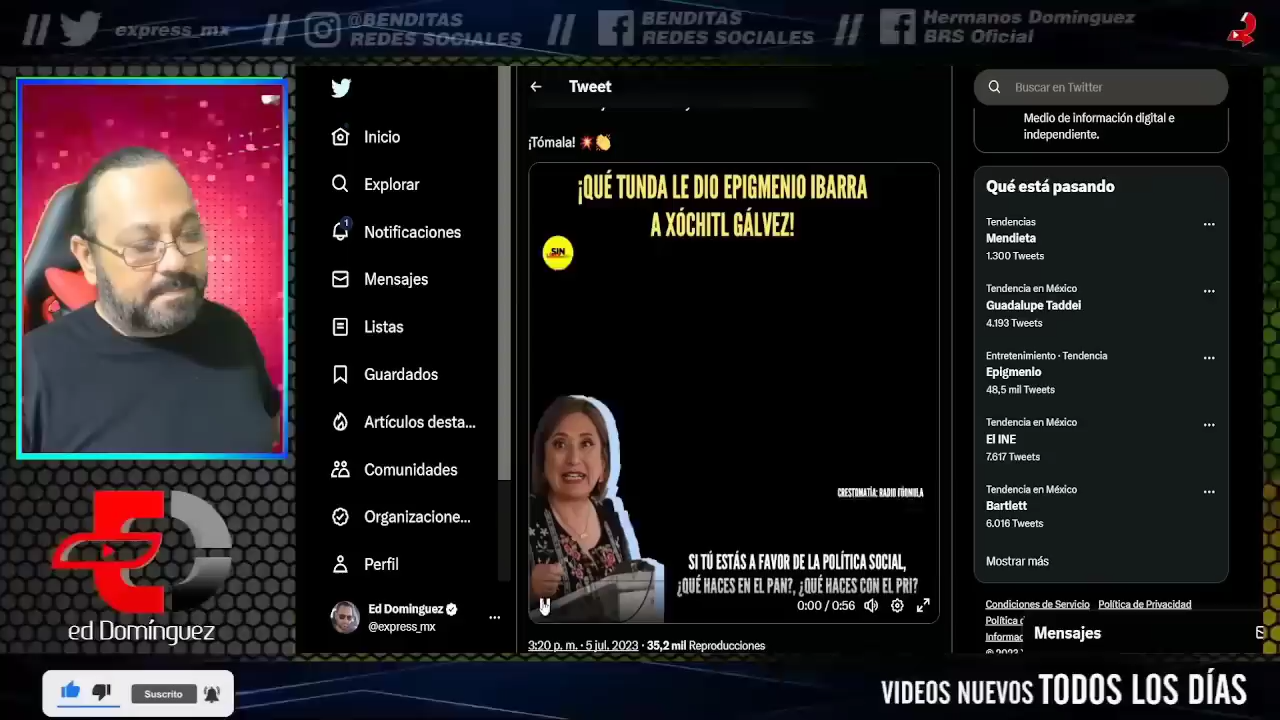 // express_mx // @BENDITAS
REDES SOCIALES // BENDITAS
REDES SOCIALES // Hermanos Dominguez
BRS Oficial
Tweet
¡Tómala! 💥👏
¡QUÉ TUNDA LE DIO EPIGMENIO IBARRA
A XÓCHITL GÁLVEZ!
SIN
CRESTOMATÍA: RADIO FÓRMULA
SI TÚ ESTÁS A FAVOR DE LA POLÍTICA SOCIAL,
¿QUÉ HACES EN EL PAN?, ¿QUÉ HACES CON EL PRI?
0:00 / 0:56
3:20 p. m. · 5 jul. 2023 · 35,2 mil Reproducciones
Inicio
Explorar
1
Notificaciones
Mensajes
Listas
Guardados
Artículos desta...
Comunidades
Organizacione...
Perfil
Ed Dominguez
@express_mx
Buscar en Twitter
Medio de información digital e
independiente.
Qué está pasando
Tendencias
Mendieta
1.300 Tweets
Tendencia en México
Guadalupe Taddei
4.193 Tweets
Entretenimiento · Tendencia
Epigmenio
48,5 mil Tweets
Tendencia en México
El INE
7.617 Tweets
Tendencia en México
Bartlett
6.016 Tweets
Mostrar más
Condiciones de Servicio Política de Privacidad
Política
Informac
© 2023
Mensajes
ed Domínguez
Suscrito
VIDEOS NUEVOS TODOS LOS DÍAS